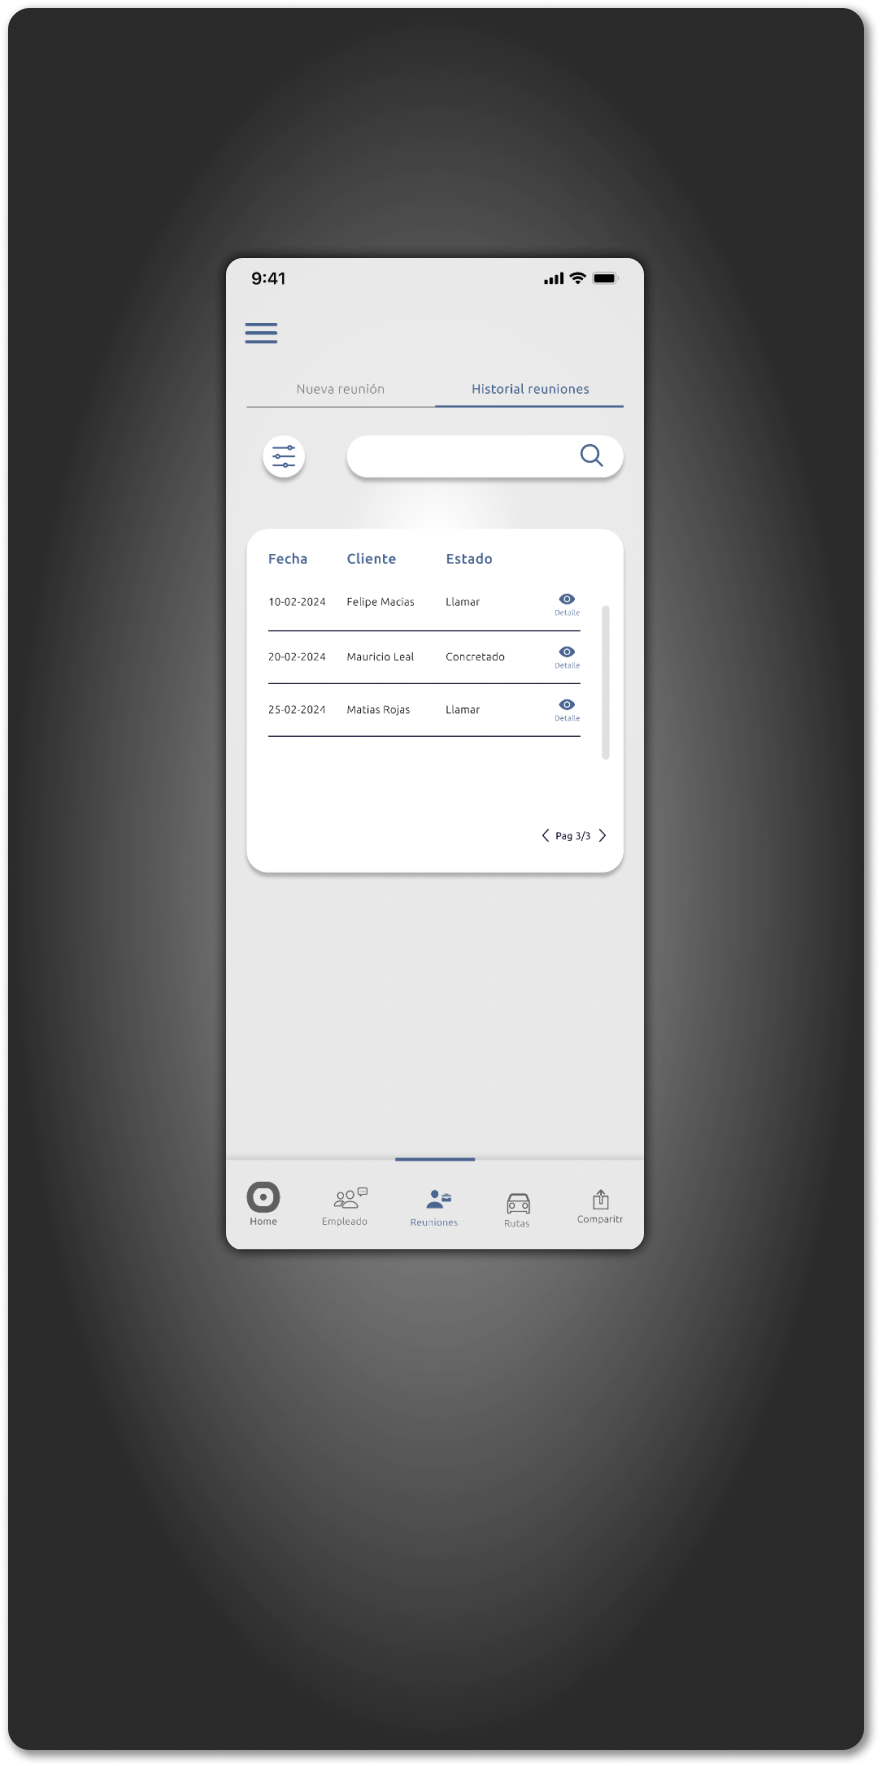 9:41
Nueva reunión Historial reuniones
Fecha Cliente Estado
10-02-2024 Felipe Macias Llamar Detalle
20-02-2024 Mauricio Leal Concretado Detalle
25-02-2024 Matias Rojas Llamar Detalle
Pag 3/3
Home Empleado Reuniones Rutas Comparitr